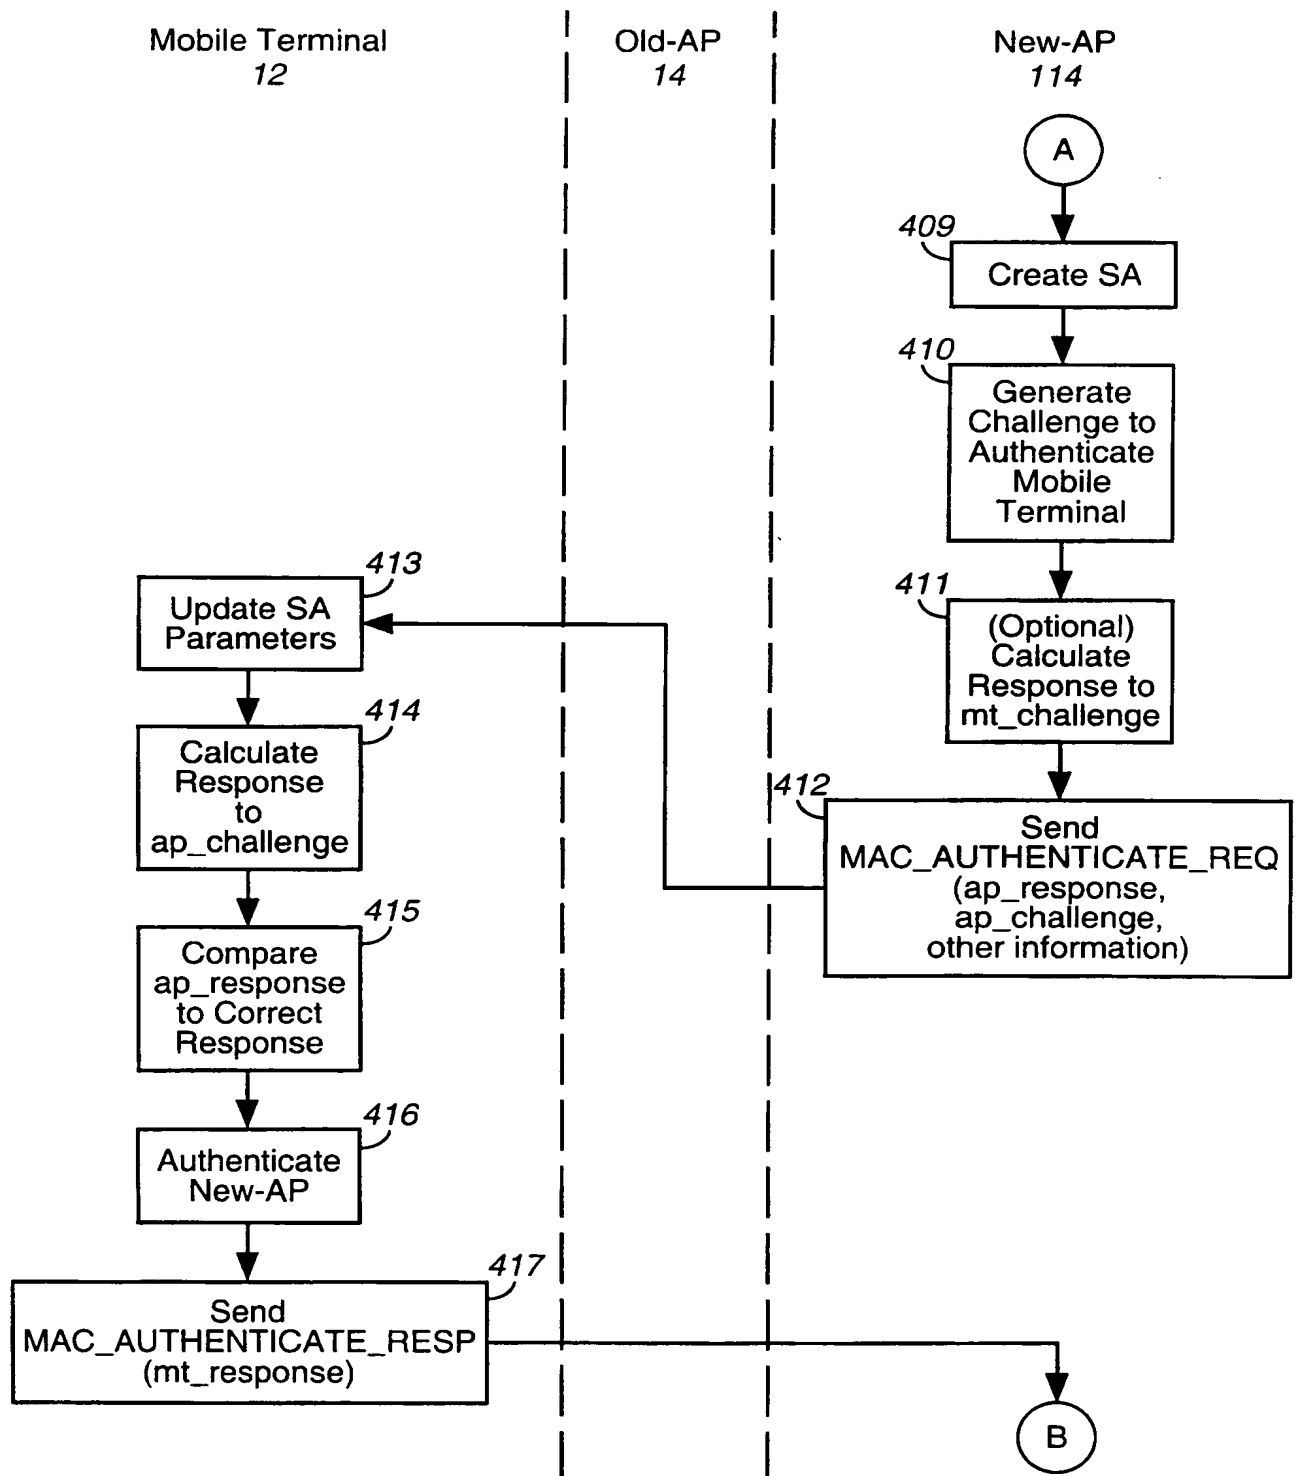 Mobile Terminal
12
Old-AP
14
New-AP
114
A
409
Create SA
410
Generate
Challenge to
Authenticate
Mobile
Terminal
411
(Optional)
Calculate
Response to
mt_challenge
412
Send
MAC_AUTHENTICATE_REQ
(ap_response,
ap_challenge,
other information)
413
Update SA
Parameters
414
Calculate
Response
to
ap_challenge
415
Compare
ap_response
to Correct
Response
416
Authenticate
New-AP
417
Send
MAC_AUTHENTICATE_RESP
(mt_response)
B